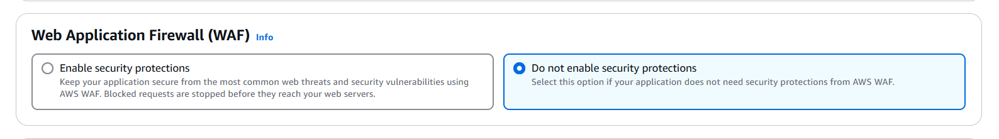 Web Application Firewall (WAF) Info
Enable security protections
Keep your application secure from the most common web threats and security vulnerabilities using
AWS WAF. Blocked requests are stopped before they reach your web servers.
Do not enable security protections
Select this option if your application does not need security protections from AWS WAF.